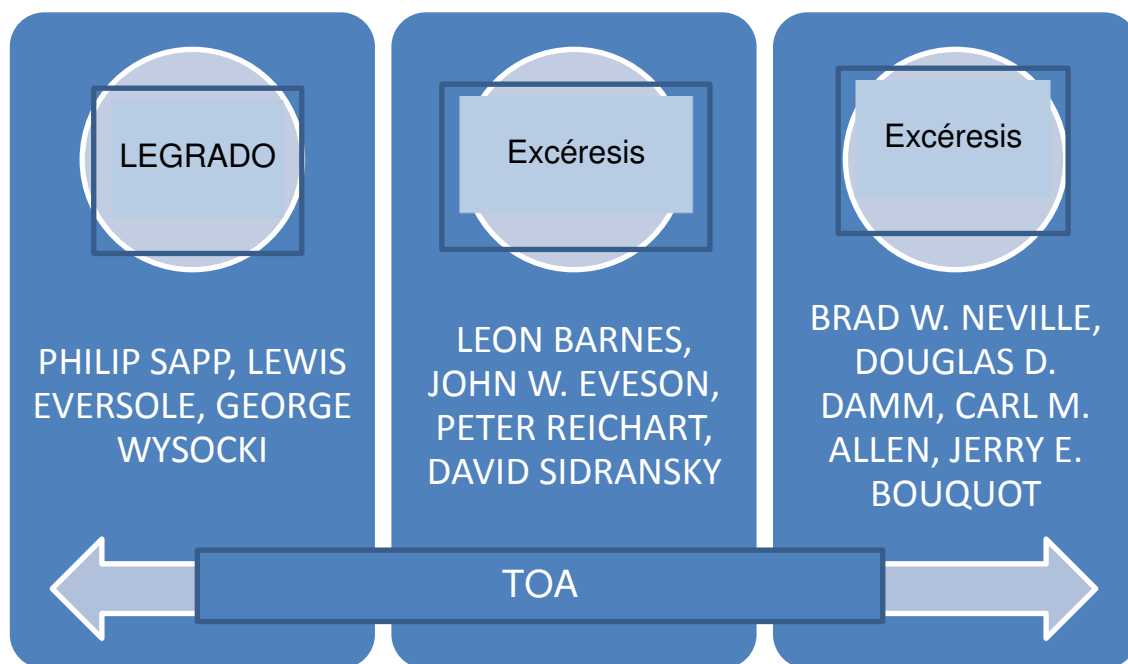 LEGRADO
PHILIP SAPP, LEWIS
EVERSOLE, GEORGE
WYSOCKI
Excéresis
LEON BARNES,
JOHN W. EVESON,
PETER REICHART,
DAVID SIDRANSKY
Excéresis
BRAD W. NEVILLE,
DOUGLAS D.
DAMM, CARL M.
ALLEN, JERRY E.
BOUQUOT
TOA